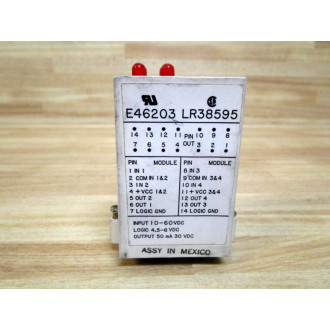 E46203 LR38595
14 13 12 11 PIN 10 9 8
7 6 5 4 OUT 3 2 1
PIN MODULE PIN MODULE
1 IN 1 8 IN 3
2 COM IN 1&2 9 COM IN 3&4
3 IN 2 10 IN 4
4 + VCC 1&2 11 + VCC 3&4
5 OUT 2 12 OUT 4
6 OUT 1 13 OUT 3
7 LOGIC GND 14 LOGIC GND
INPUT 10-60 VDC
LOGIC 4.5-6 VDC
OUTPUT 50 MA 30 VDC
ASSY IN MEXICO